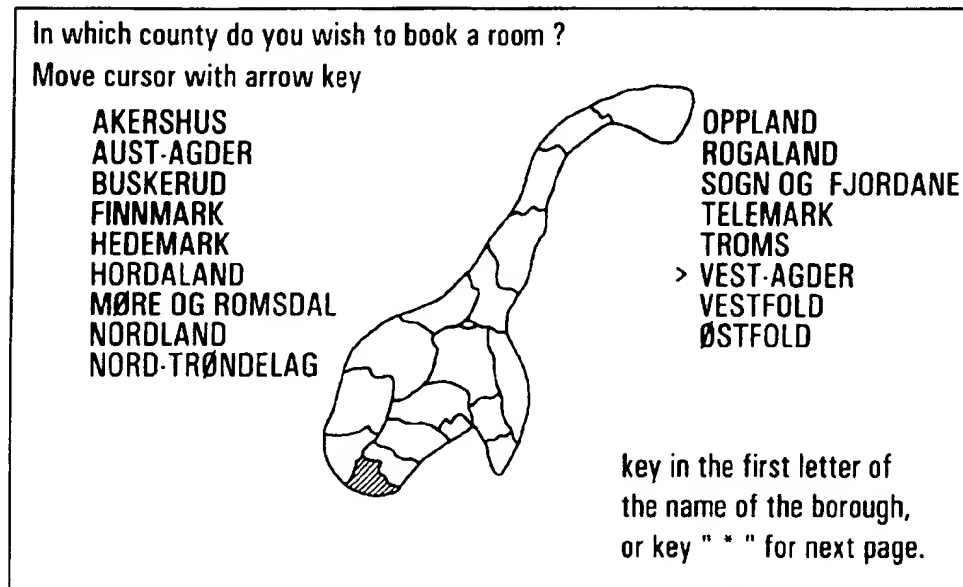 In which county do you wish to book a room ?
Move cursor with arrow key
AKERSHUS
AUST-AGDER
BUSKERUD
FINNMARK
HEDEMARK
HORDALAND
MØRE OG ROMSDAL
NORDLAND
NORD-TRØNDELAG
OPPLAND
ROGALAND
SOGN OG FJORDANE
TELEMARK
TROMS
> VEST-AGDER
VESTFOLD
ØSTFOLD
key in the first letter of
the name of the borough,
or key " * " for next page.